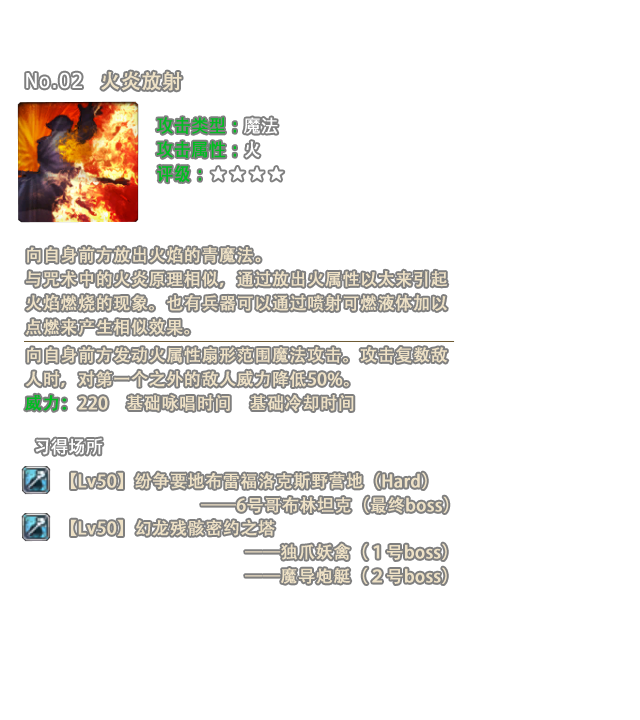 No.02 火炎放射
攻击类型：魔法
攻击属性：火
评级：☆☆☆☆
向自身前方放出火焰的青魔法。
与咒术中的火炎原理相似，通过放出火属性以太来引起
火焰燃烧的现象。也有兵器可以通过喷射可燃液体加以
点燃来产生相似效果。
向自身前方发动火属性扇形范围魔法攻击。攻击复数敌
人时，对第一个之外的敌人威力降低50%。
威力：220 基础咏唱时间 基础冷却时间
习得场所
【Lv50】纷争要地布雷福洛克斯野营地（Hard）
——6号哥布林坦克（最终boss）
【Lv50】幻龙残骸密约之塔
——独爪妖禽（１号boss）
——魔导炮艇（２号boss）